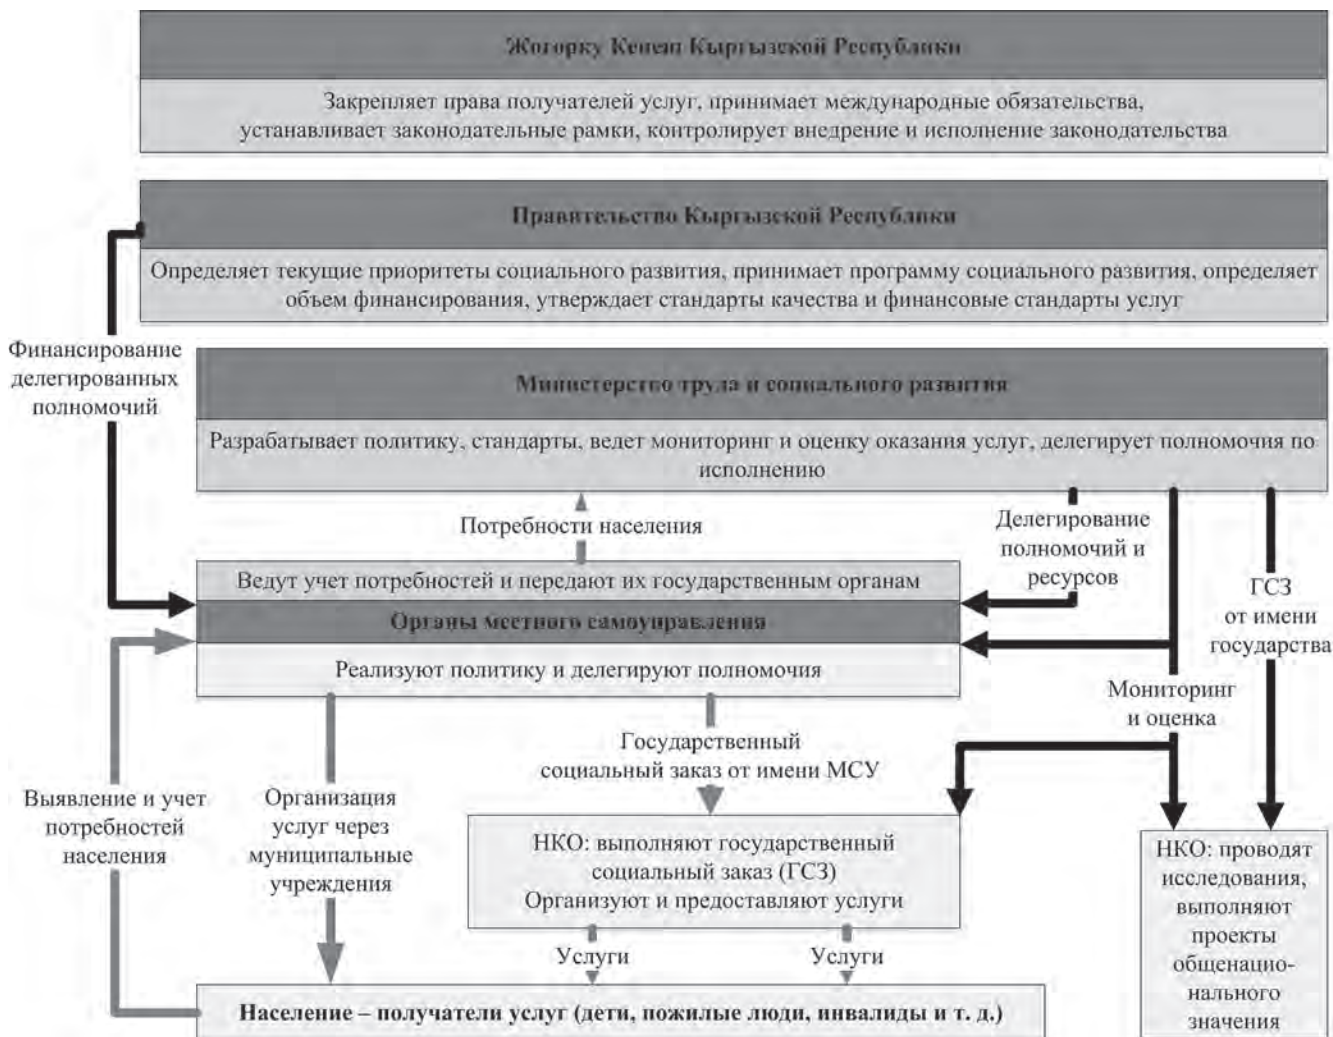 Жогорку Кенеш Кыргызской Республики
Закрепляет права получателей услуг, принимает международные обязательства,
устанавливает законодательные рамки, контролирует внедрение и исполнение законодательства
Правительство Кыргызской Республики
Определяет текущие приоритеты социального развития, принимает программу социального развития, определяет
объем финансирования, утверждает стандарты качества и финансовые стандарты услуг
Финансирование
делегированных
полномочий
Министерство труда и социального развития
Разрабатывает политику, стандарты, ведет мониторинг и оценку оказания услуг, делегирует полномочия по
исполнению
Потребности населения
Делегирование
полномочий и
ресурсов
ГСЗ
от имени
государства
Ведут учет потребностей и передают их государственным органам
Органы местного самоуправления
Реализуют политику и делегируют полномочия
Мониторинг
и оценка
Государственный
социальный заказ от имени МСУ
Выявление и учет
потребностей
населения
Организация
услуг через
муниципальные
учреждения
НКО: выполняют государственный
социальный заказ (ГСЗ)
Организуют и предоставляют услуги
НКО: проводят
исследования,
выполняют
проекты
общенацио-
нального
значения
Услуги
Услуги
Население – получатели услуг (дети, пожилые люди, инвалиды и т. д.)